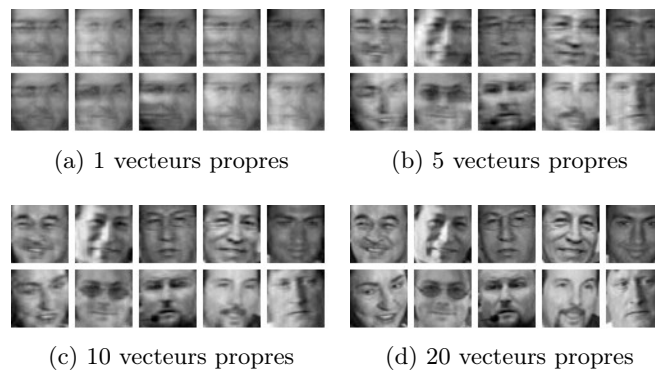 (a) 1 vecteurs propres
(b) 5 vecteurs propres
(c) 10 vecteurs propres
(d) 20 vecteurs propres